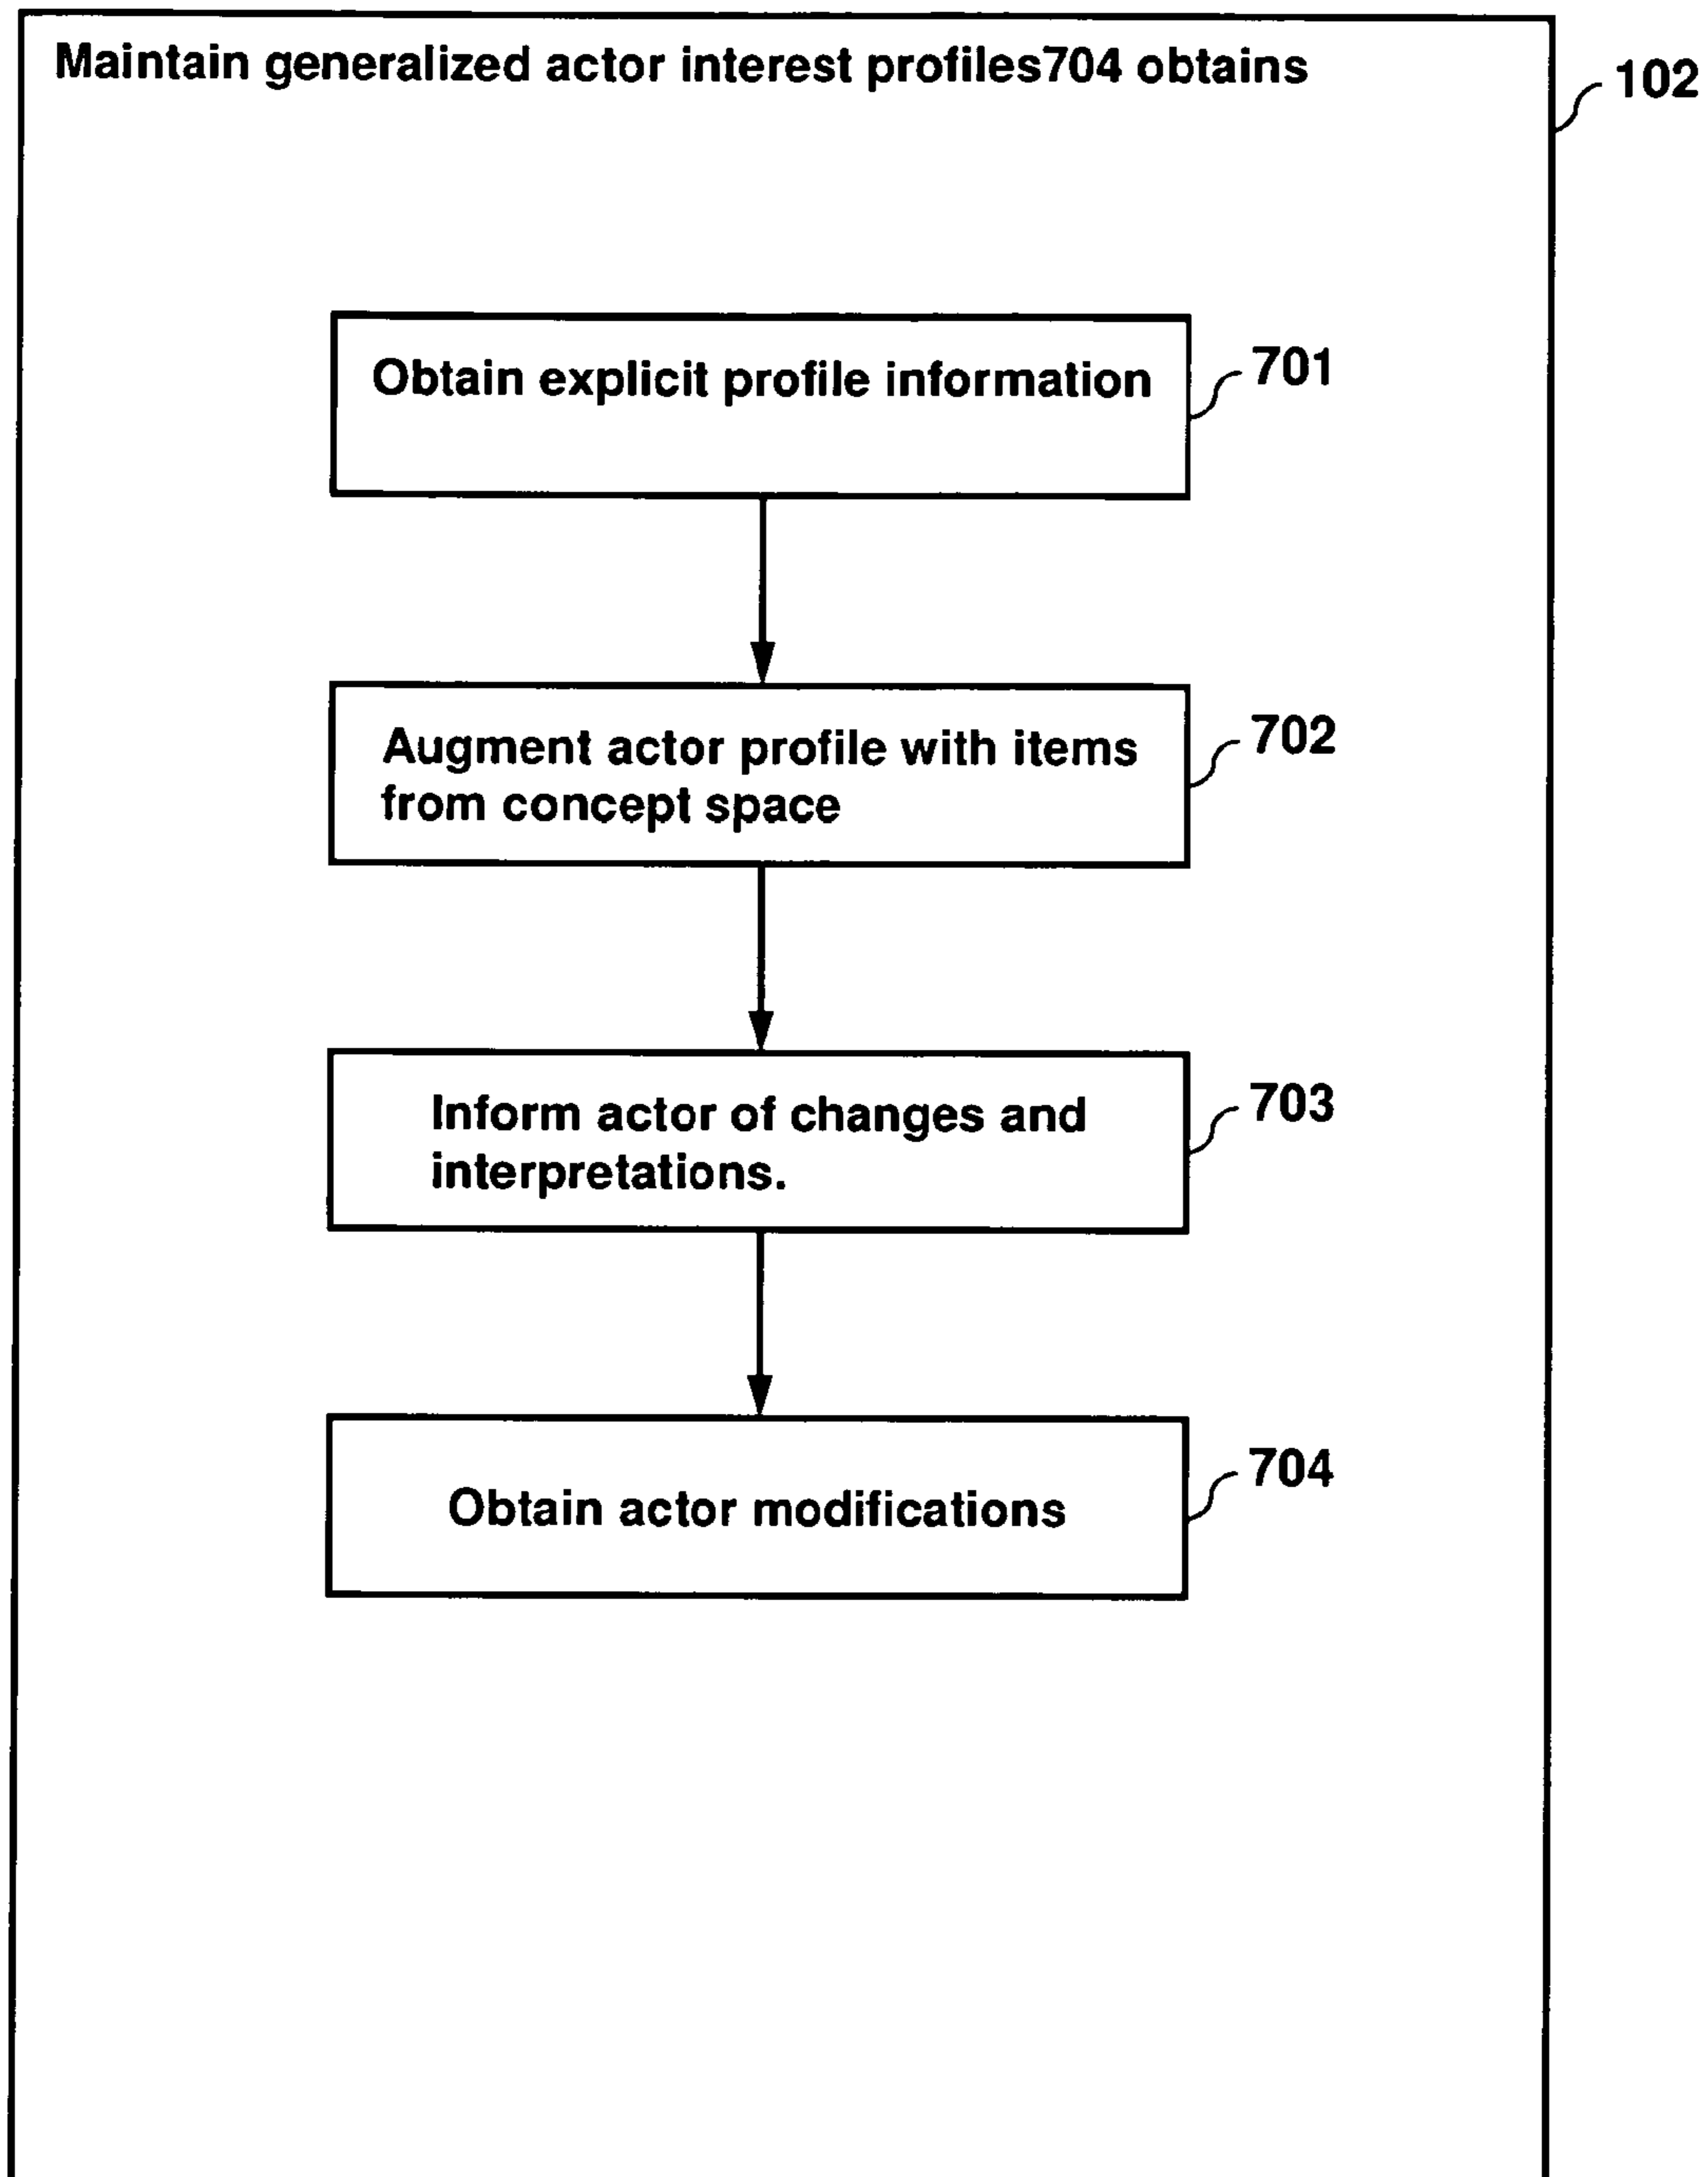 Maintain generalized actor interest profiles704 obtains
102
Obtain explicit profile information
701
Augment actor profile with items
from concept space
702
Inform actor of changes and
interpretations.
703
Obtain actor modifications
704